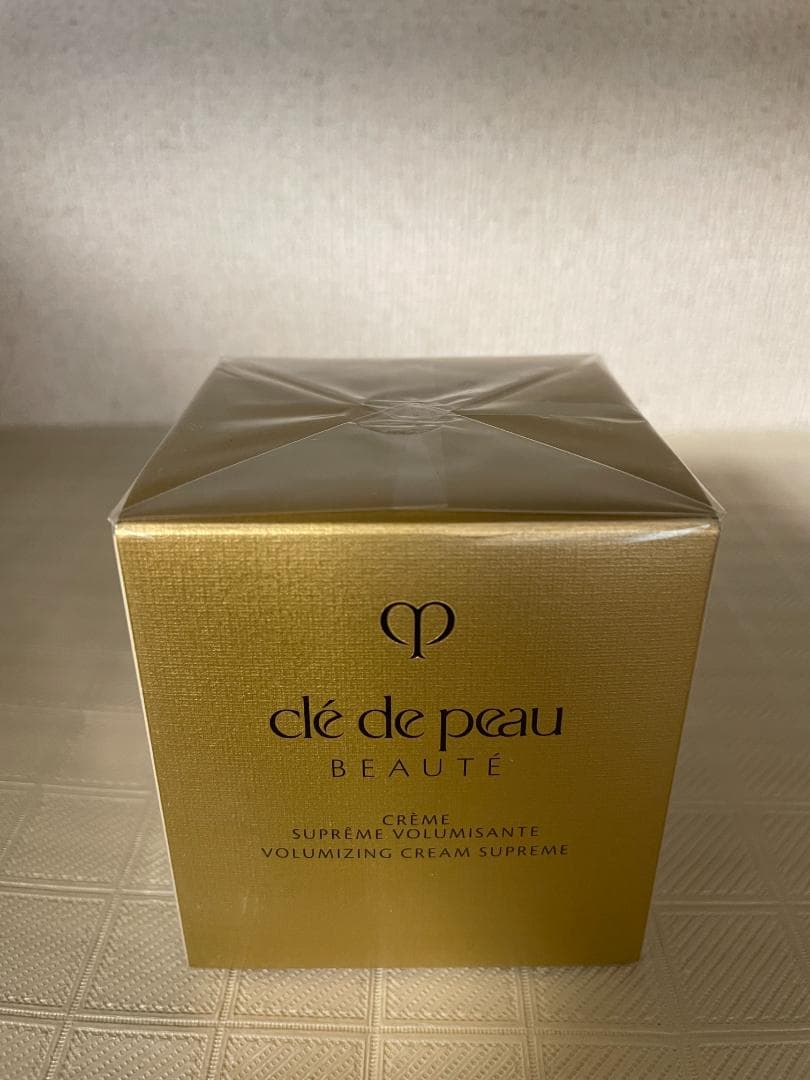 clé de peau
BEAUTÉ
CRÈME
SUPRÊME VOLUMISANTE
VOLUMIZING CREAM SUPREME